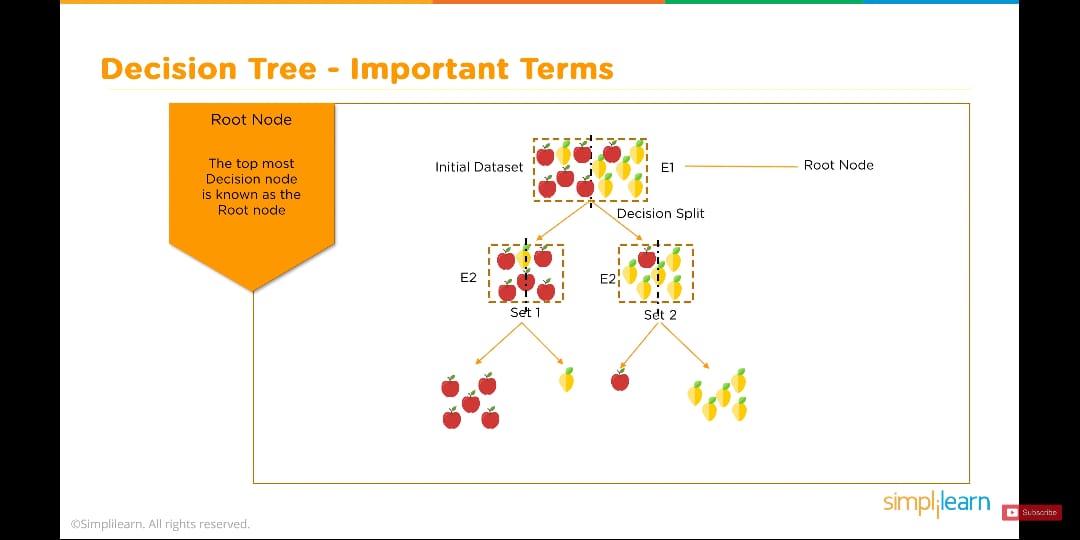 Decision Tree - Important Terms
Root Node
The top most
Decision node
is known as the
Root node
Initial Dataset
E1
Root Node
Decision Split
E2
E2
Set 1
Set 2
simplilearn
Subscribe
©Simplilearn. All rights reserved.